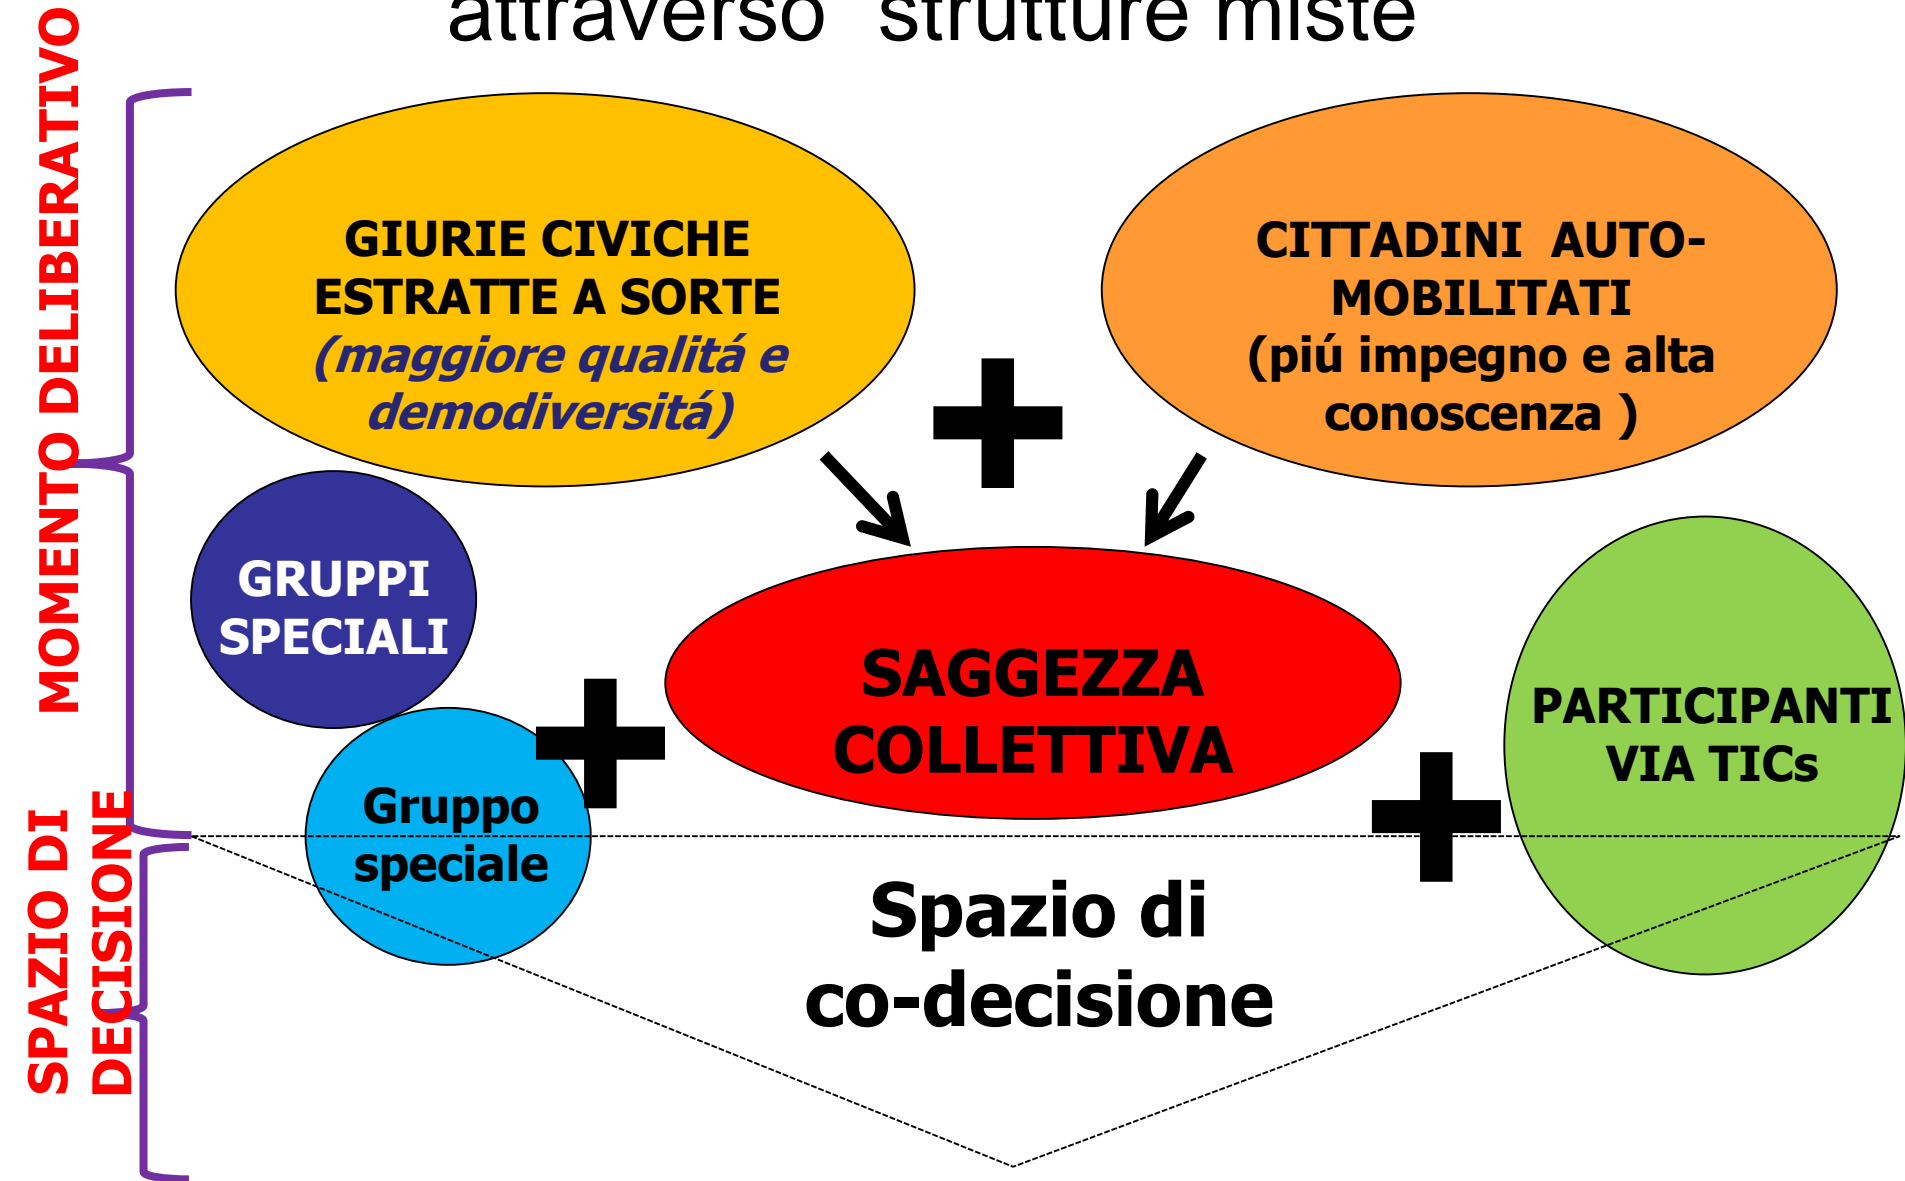 attraverso strutture miste
MOMENTO DELIBERATIVO
GIURIE CIVICHE
ESTRATTE A SORTE
(maggiore qualitá e
demodiversitá)
CITTADINI AUTO-
MOBILITATI
(piú impegno e alta
conoscenza )
GRUPPI
SPECIALI
SAGGEZZA
COLLETTIVA
PARTICIPANTI
VIA TICs
Gruppo
speciale
SPAZIO DI
DECISIONE
Spazio di
co-decisione